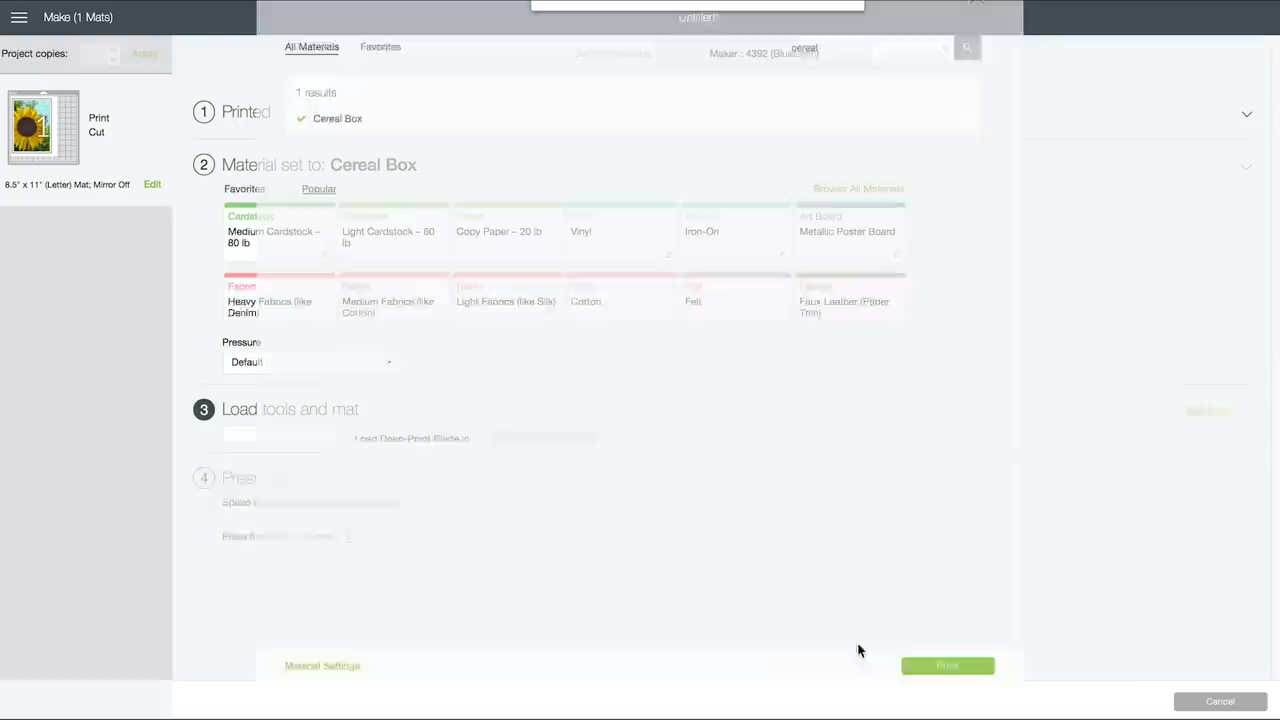 Make (1 Mats)
Untitled*
Project copies:
Apply
All Materials
Favorites
Maker : 4392
cereal
1 results
Cereal Box
Print
Cut
8.5" x 11" (Letter) Mat; Mirror Off
Edit
1
Printed
2
Material set to: Cereal Box
Favorites
Popular
Browse All Materials
Cardstock
Medium Cardstock – 80 lb
Light Cardstock – 60 lb
Copy Paper – 20 lb
Vinyl
Iron-On
Art Board
Metallic Poster Board
Fabric
Heavy Fabrics (like Denim)
Medium Fabrics (like Cotton)
Light Fabrics (like Silk)
Cotton
Felt
Faux Leather (Paper Thin)
Pressure
Default
3
Load tools and mat
Load Deep-Point Blade in
4
Press
Material Settings
Cancel